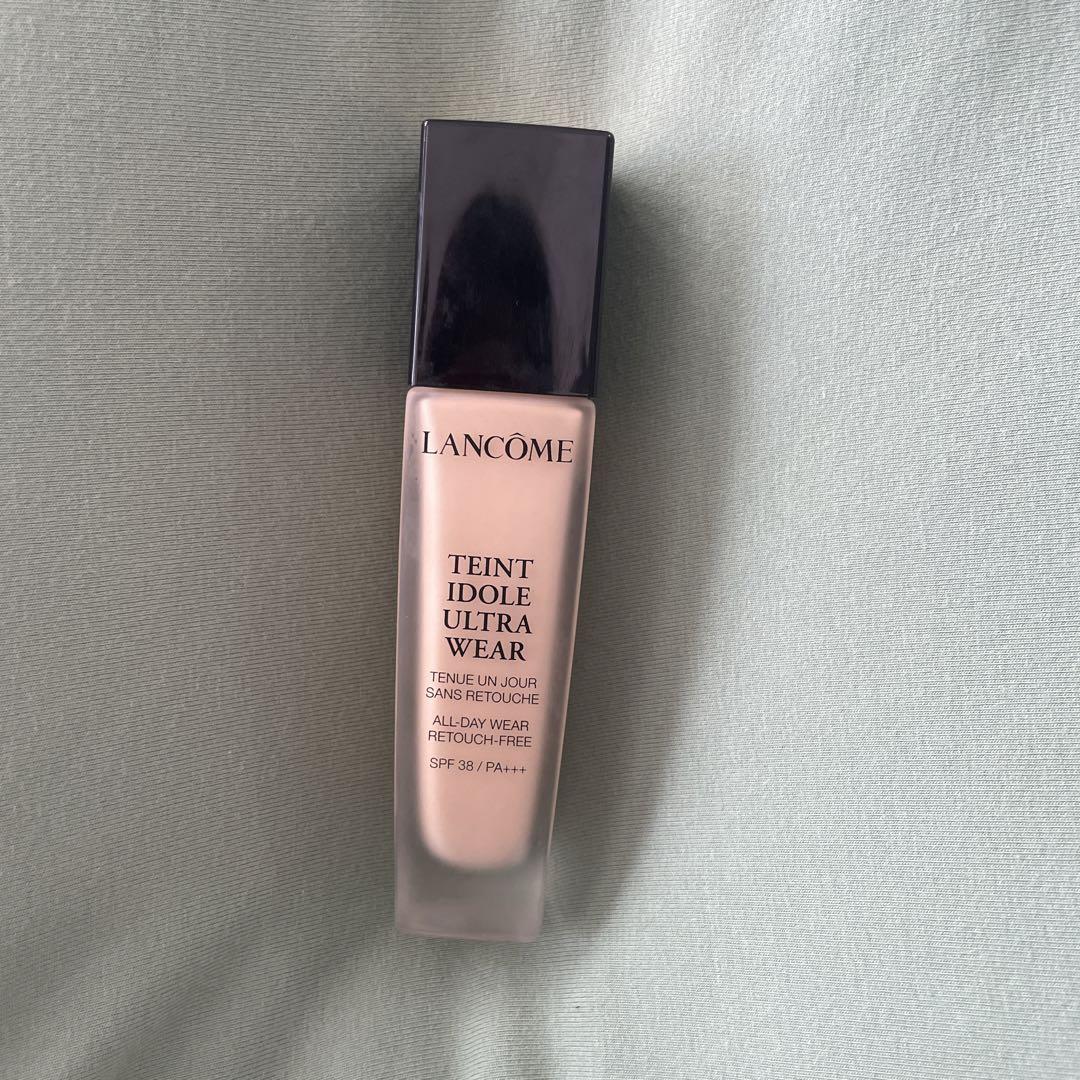 LANCÔME
TEINT
IDOLE
ULTRA
WEAR
TENUE UN JOUR
SANS RETOUCHE
ALL-DAY WEAR
RETOUCH-FREE
SPF 38 / PA+++